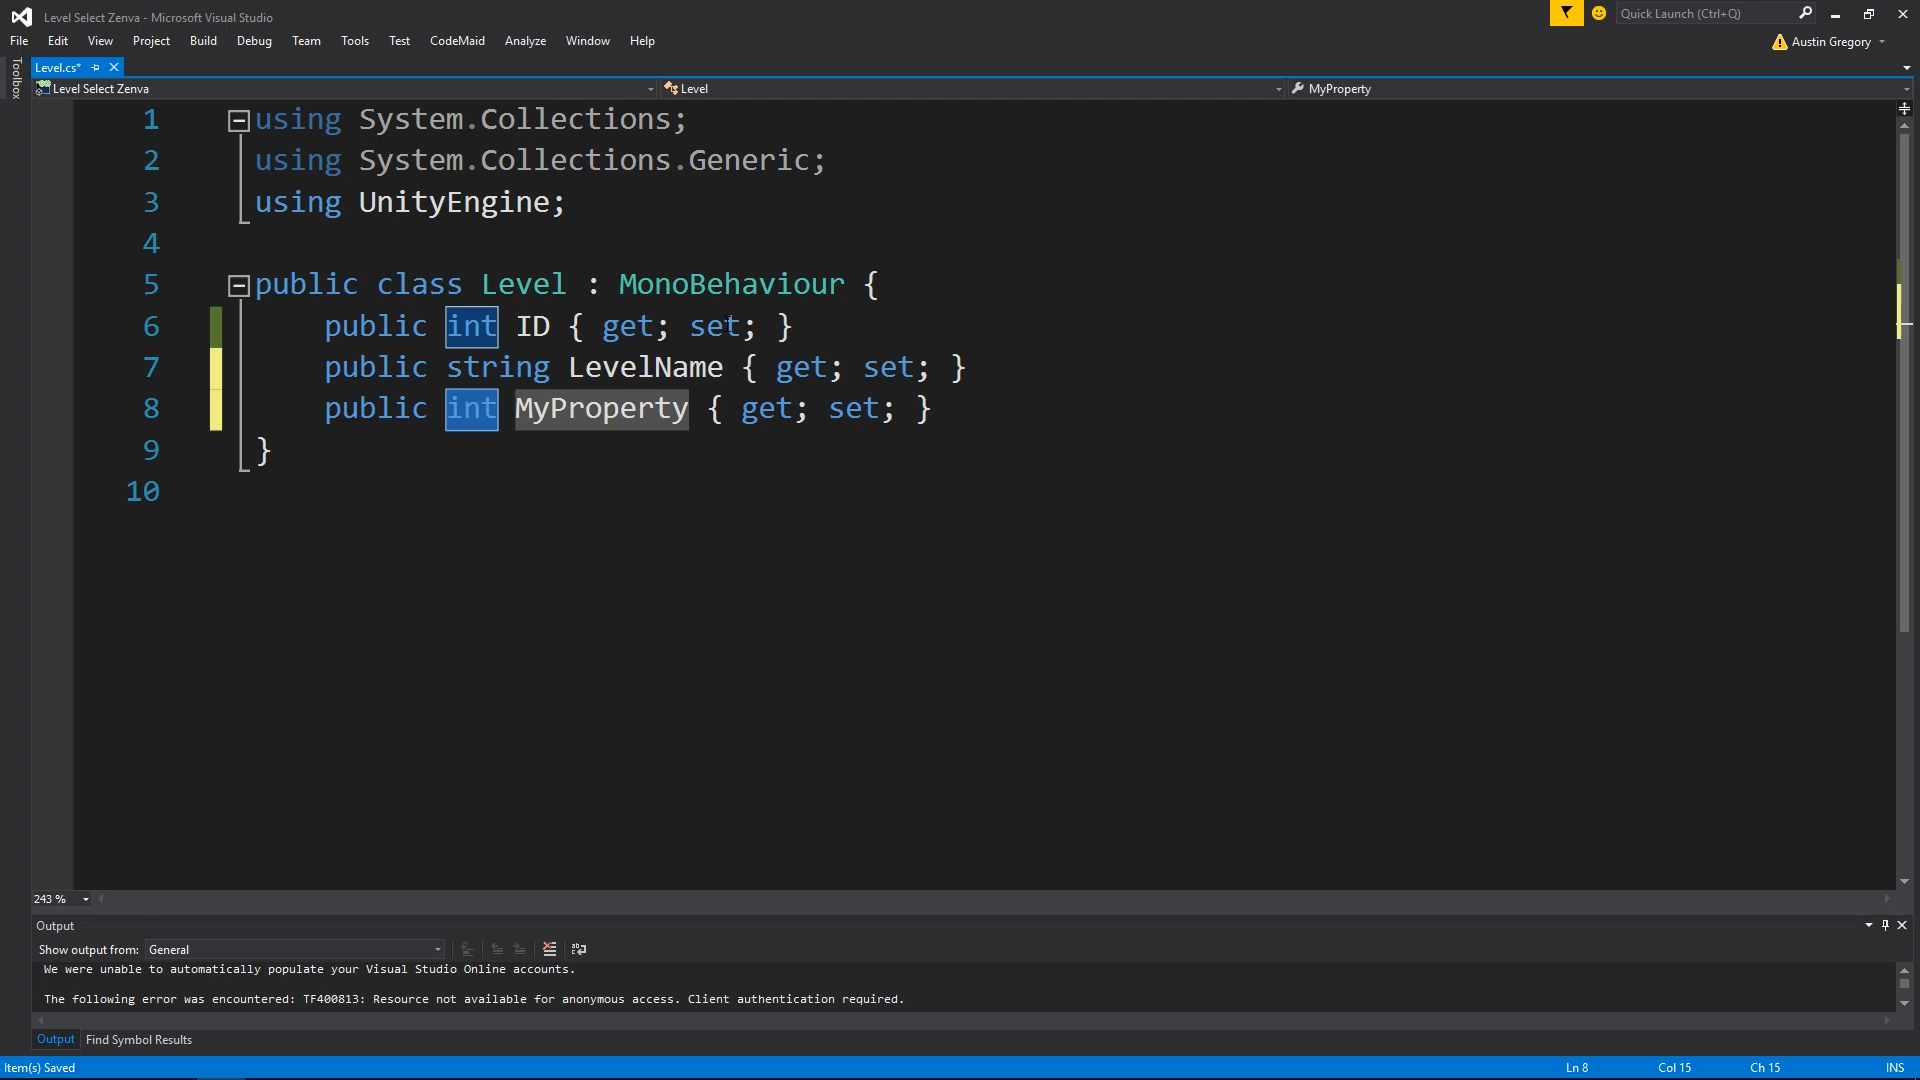 Level Select Zenva - Microsoft Visual Studio
Quick Launch (Ctrl+Q)
File Edit View Project Build Debug Team Tools Test CodeMaid Analyze Window Help
Austin Gregory
Toolbox
Level.cs*
Level Select Zenva
Level
MyProperty
1 using System.Collections;
2 using System.Collections.Generic;
3 using UnityEngine;
4
5 public class Level : MonoBehaviour {
6 public int ID { get; set; }
7 public string LevelName { get; set; }
8 public int MyProperty { get; set; }
9 }
10
243 %
Output
Show output from: General
We were unable to automatically populate your Visual Studio Online accounts.
The following error was encountered: TF400813: Resource not available for anonymous access. Client authentication required.
Output Find Symbol Results
Item(s) Saved Ln 8 Col 15 Ch 15 INS